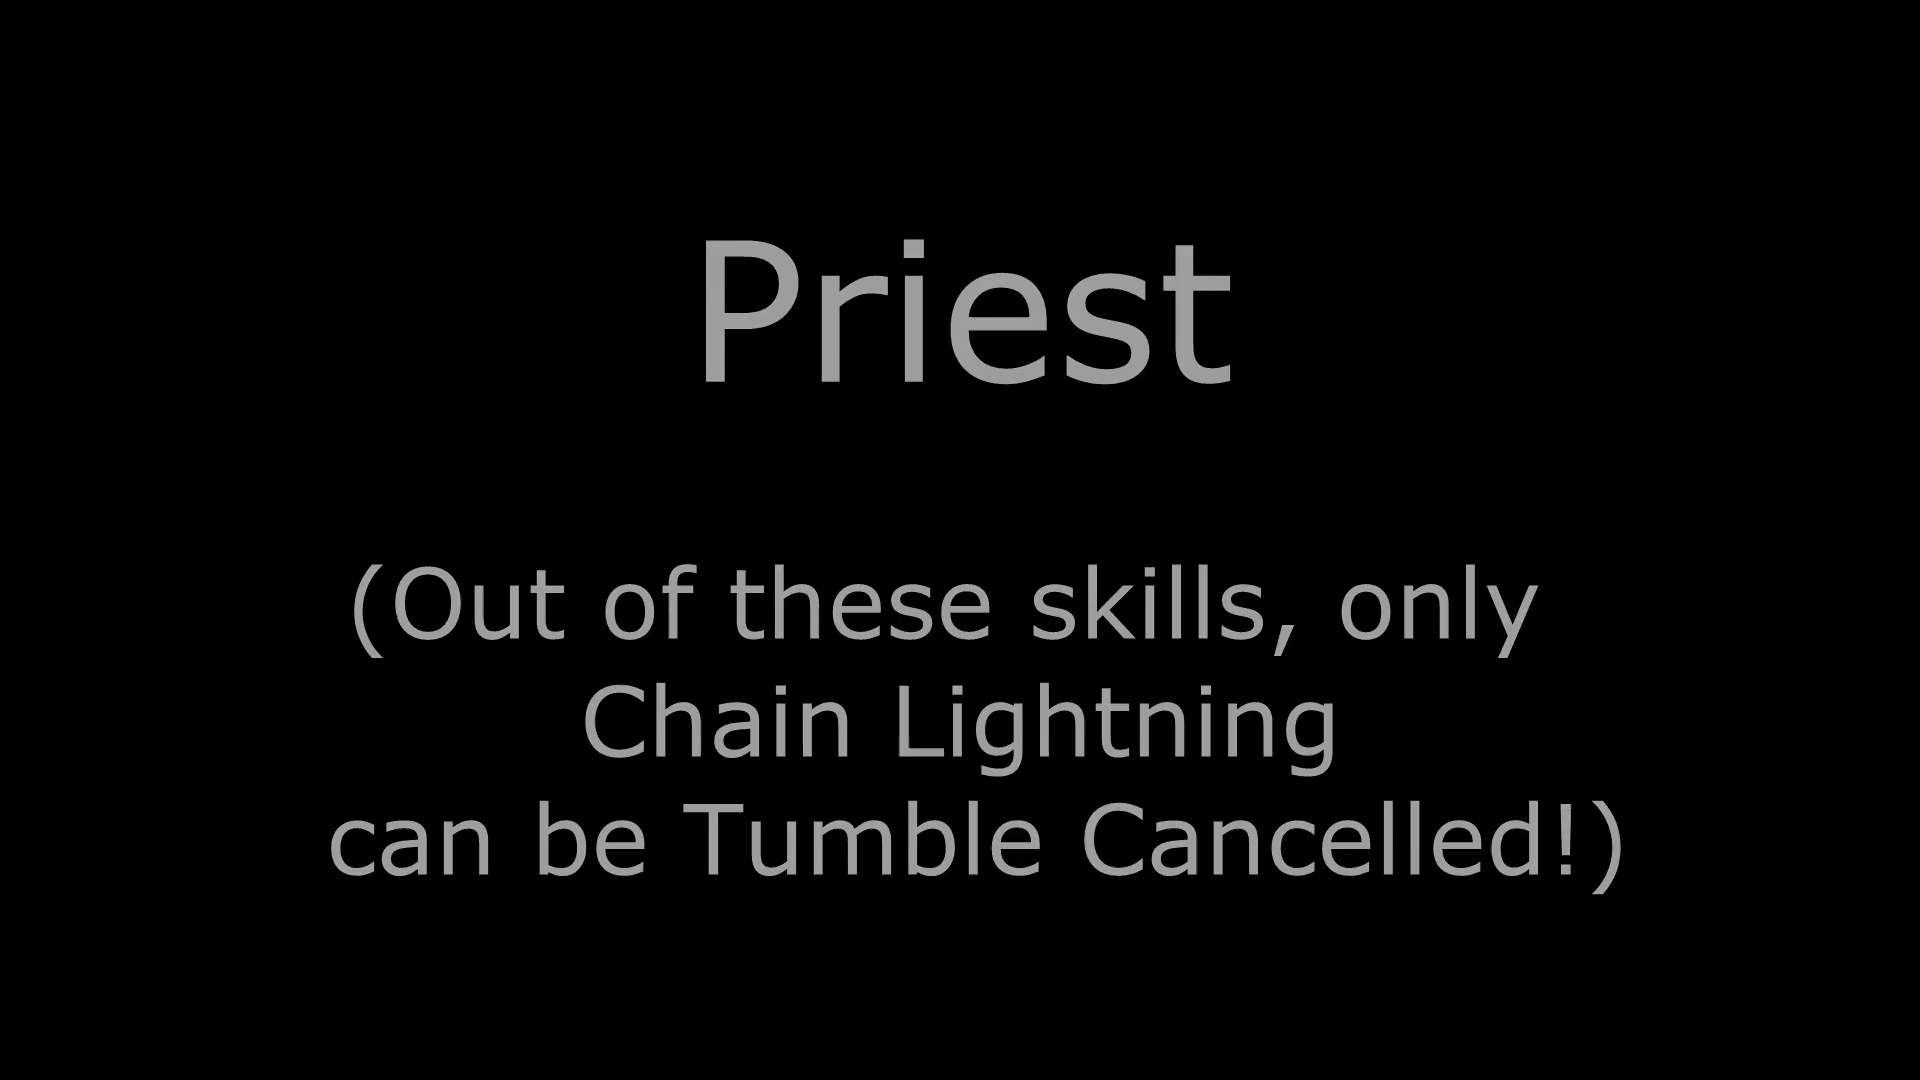 Priest
(Out of these skills, only
Chain Lightning
can be Tumble Cancelled!)